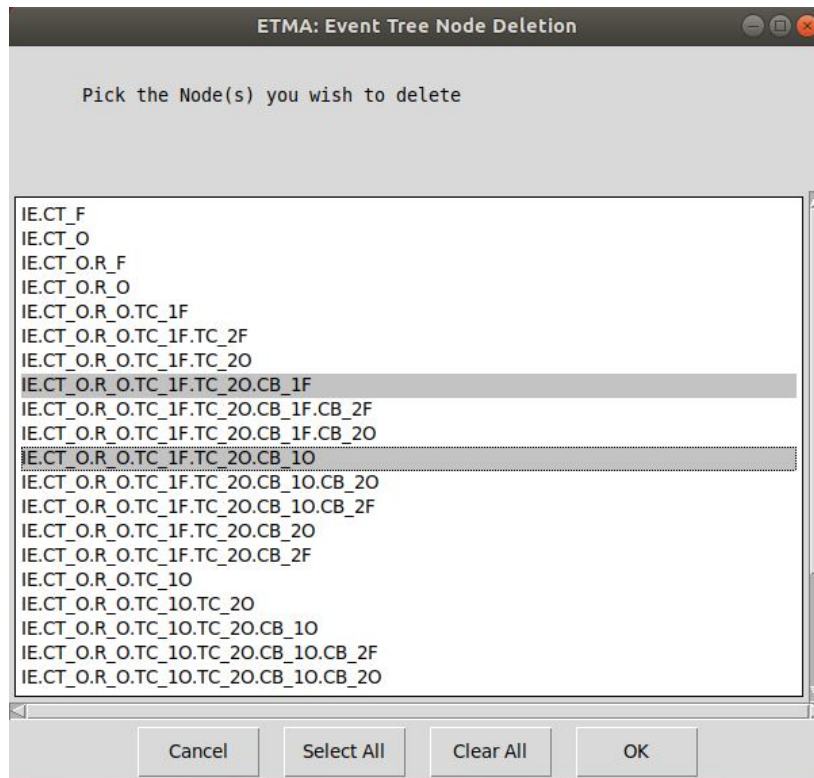 ETMA: Event Tree Node Deletion
Pick the Node(s) you wish to delete
IE.CT_F
IE.CT_O
IE.CT_O.R_F
IE.CT_O.R_O
IE.CT_O.R_O.TC_1F
IE.CT_O.R_O.TC_1F.TC_2F
IE.CT_O.R_O.TC_1F.TC_2O
IE.CT_O.R_O.TC_1F.TC_2O.CB_1F
IE.CT_O.R_O.TC_1F.TC_2O.CB_1F.CB_2F
IE.CT_O.R_O.TC_1F.TC_2O.CB_1F.CB_2O
IE.CT_O.R_O.TC_1F.TC_2O.CB_1O
IE.CT_O.R_O.TC_1F.TC_2O.CB_1O.CB_2O
IE.CT_O.R_O.TC_1F.TC_2O.CB_1O.CB_2F
IE.CT_O.R_O.TC_1F.TC_2O.CB_2O
IE.CT_O.R_O.TC_1F.TC_2O.CB_2F
IE.CT_O.R_O.TC_1O
IE.CT_O.R_O.TC_1O.TC_2O
IE.CT_O.R_O.TC_1O.TC_2O.CB_1O
IE.CT_O.R_O.TC_1O.TC_2O.CB_1O.CB_2F
IE.CT_O.R_O.TC_1O.TC_2O.CB_1O.CB_2O
Cancel Select All Clear All OK